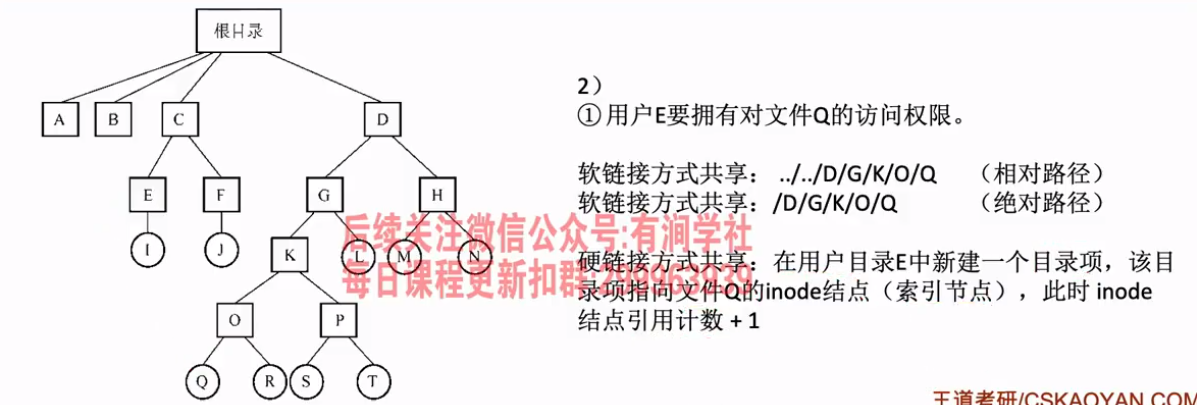 根目录
A
B
C
D
E
F
G
H
I
J
K
L
M
N
O
P
Q
R
S
T
2）
① 用户E要拥有对文件Q的访问权限。
软链接方式共享： ../../D/G/K/O/Q （相对路径）
软链接方式共享：/D/G/K/O/Q （绝对路径）
硬链接方式共享：在用户目录E中新建一个目录项，该目
录项指向文件Q的inode结点（索引节点），此时 inode
结点引用计数 + 1
后续关注微信公众号:有涧学社
每日课程更新扣群:299963939
王道考研/CSKAOYAN.COM